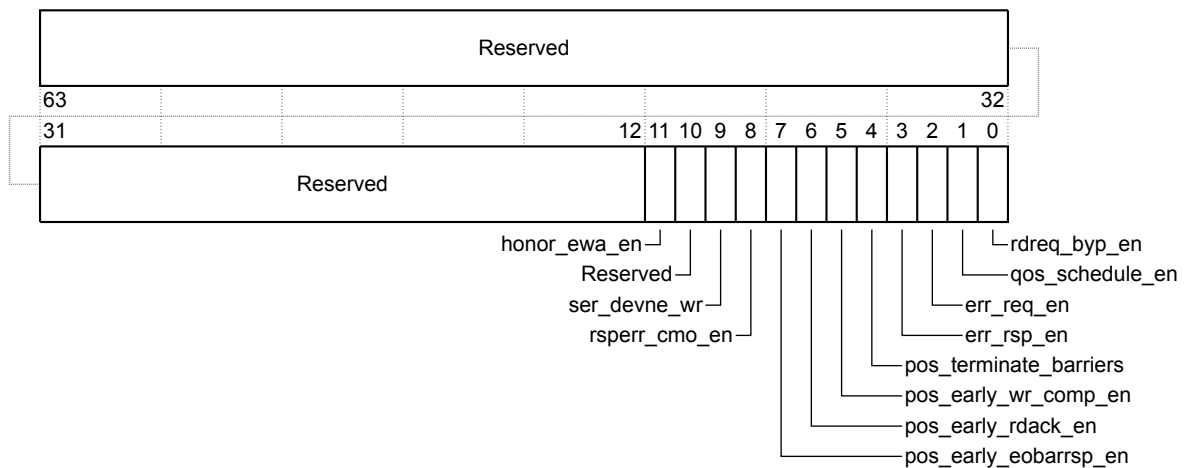 Reserved
63 32
31 12 11 10 9 8 7 6 5 4 3 2 1 0
Reserved
honor_ewa_en rdreq_byp_en
Reserved qos_schedule_en
ser_devne_wr err_req_en
rsperr_cmo_en err_rsp_en
pos_terminate_barriers
pos_early_wr_comp_en
pos_early_rdack_en
pos_early_eobarrsp_en